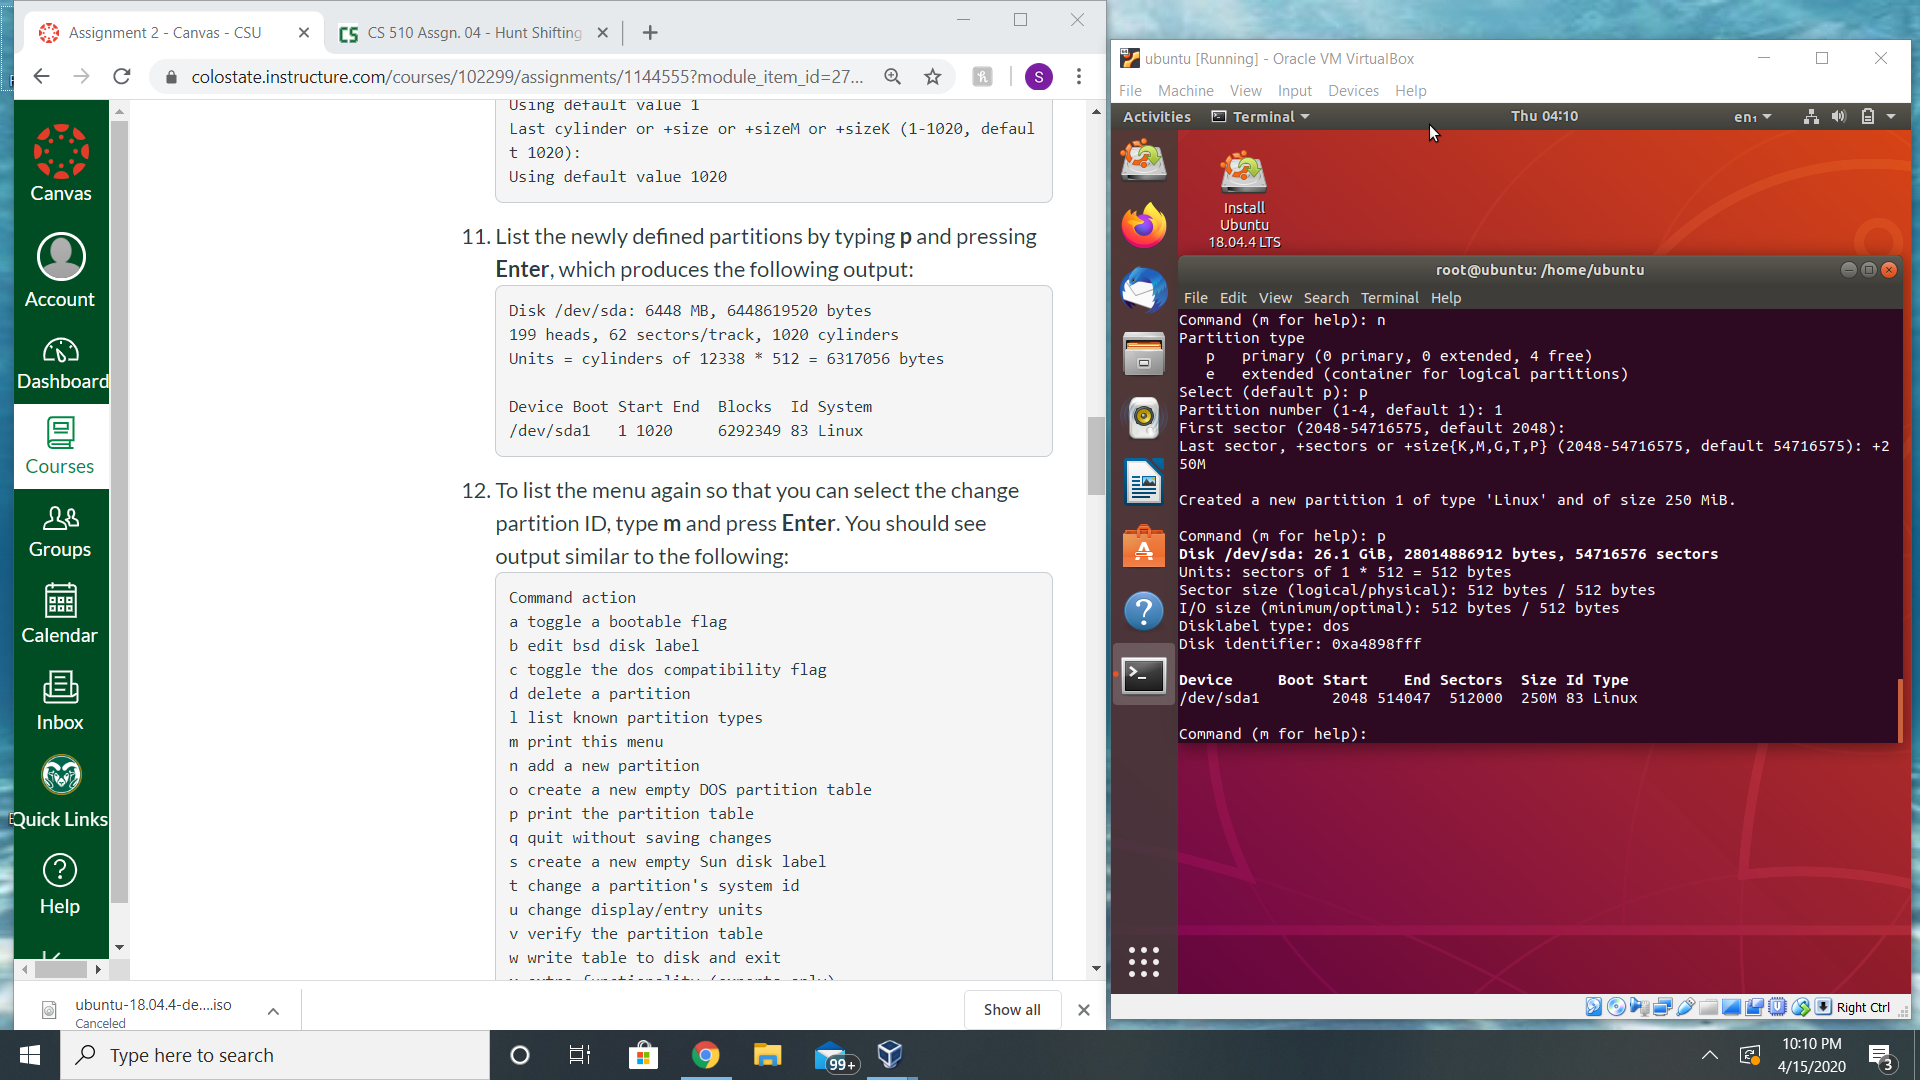 Assignment 2 - Canvas - CSU
CS 510 Assgn. 04 - Hunt Shifting
colostate.instructure.com/courses/102299/assignments/1144555?module_item_id=27...
S
Canvas
Account
Dashboard
Courses
Groups
Calendar
Inbox
Quick Links
Help
Using default value 1
Last cylinder or +size or +sizeM or +sizeK (1-1020, defaul
t 1020):
Using default value 1020
11. List the newly defined partitions by typing p and pressing
Enter, which produces the following output:
Disk /dev/sda: 6448 MB, 6448619520 bytes
199 heads, 62 sectors/track, 1020 cylinders
Units = cylinders of 12338 * 512 = 6317056 bytes
Device Boot Start End  Blocks  Id System
/dev/sda1   1 1020     6292349 83 Linux
12. To list the menu again so that you can select the change
partition ID, type m and press Enter. You should see
output similar to the following:
Command action
a toggle a bootable flag
b edit bsd disk label
c toggle the dos compatibility flag
d delete a partition
l list known partition types
m print this menu
n add a new partition
o create a new empty DOS partition table
p print the partition table
q quit without saving changes
s create a new empty Sun disk label
t change a partition's system id
u change display/entry units
v verify the partition table
w write table to disk and exit
ubuntu-18.04.4-de....iso
Canceled
Show all
ubuntu [Running] - Oracle VM VirtualBox
File Machine View Input Devices Help
Activities Terminal Thu 04:10 en₁
Install
Ubuntu
18.04.4 LTS
root@ubuntu: /home/ubuntu
File Edit View Search Terminal Help
Command (m for help): n
Partition type
   p   primary (0 primary, 0 extended, 4 free)
   e   extended (container for logical partitions)
Select (default p): p
Partition number (1-4, default 1): 1
First sector (2048-54716575, default 2048):
Last sector, +sectors or +size{K,M,G,T,P} (2048-54716575, default 54716575): +2
50M
Created a new partition 1 of type 'Linux' and of size 250 MiB.
Command (m for help): p
Disk /dev/sda: 26.1 GiB, 28014886912 bytes, 54716576 sectors
Units: sectors of 1 * 512 = 512 bytes
Sector size (logical/physical): 512 bytes / 512 bytes
I/O size (minimum/optimal): 512 bytes / 512 bytes
Disklabel type: dos
Disk identifier: 0xa4898fff
Device     Boot Start    End Sectors  Size Id Type
/dev/sda1        2048 514047  512000  250M 83 Linux
Command (m for help):
Right Ctrl
Type here to search
99+
10:10 PM
4/15/2020
3